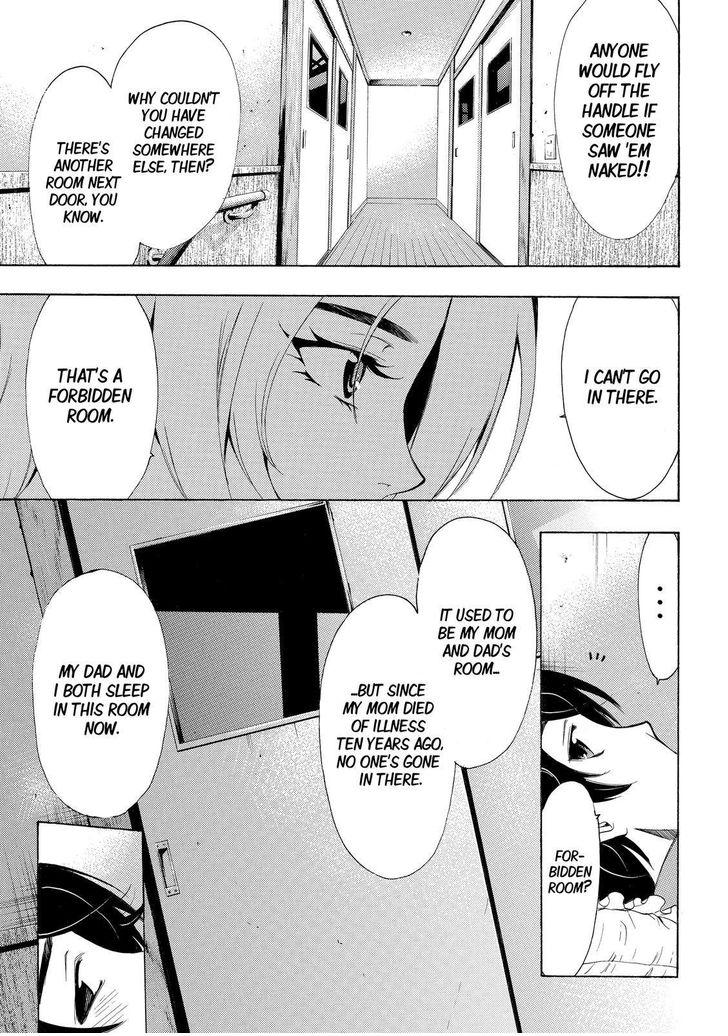 ANYONE
WOULD FLY
OFF THE
HANDLE IF
SOMEONE
SAW 'EM
NAKED!!
WHY COULDN'T
YOU HAVE
CHANGED
SOMEWHERE
ELSE, THEN?
THERE'S
ANOTHER
ROOM NEXT
DOOR, YOU
KNOW.
I CAN'T GO
IN THERE.
THAT'S A
FORBIDDEN
ROOM.
...
FOR-
BIDDEN
ROOM?
IT USED TO
BE MY MOM
AND DAD'S
ROOM...
...BUT SINCE
MY MOM DIED
OF ILLNESS
TEN YEARS AGO,
NO ONE'S GONE
IN THERE.
MY DAD AND
I BOTH SLEEP
IN THIS ROOM
NOW.